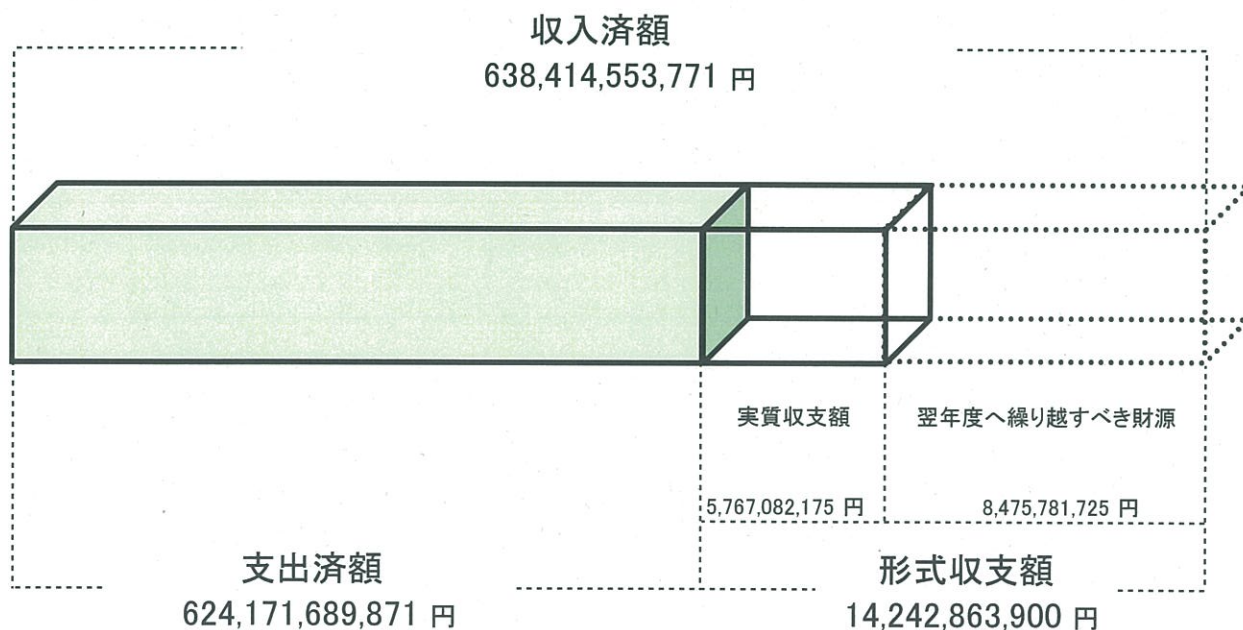 収入済額
638,414,553,771 円
実質収支額
翌年度へ繰り越すべき財源
5,767,082,175 円
8,475,781,725 円
支出済額
624,171,689,871 円
形式収支額
14,242,863,900 円